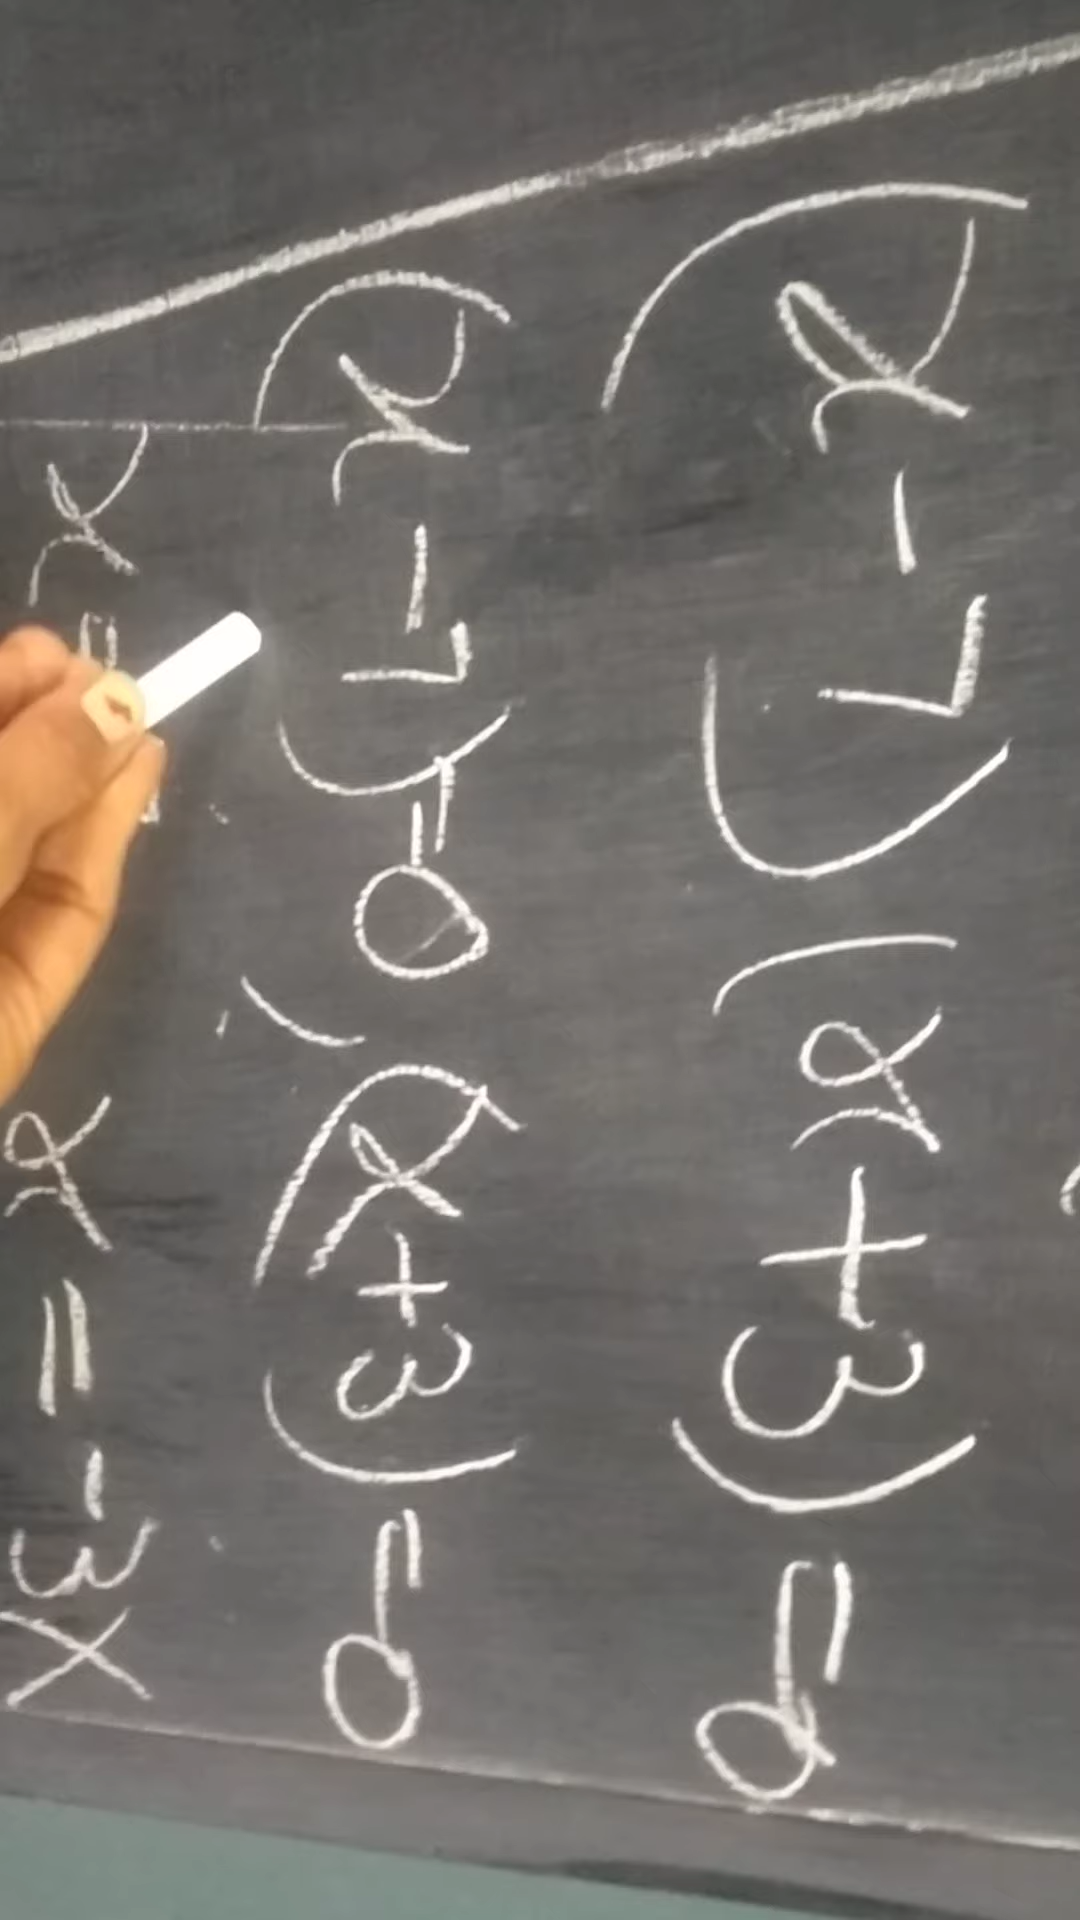 (x-7)(x+3)=0
(x-7)=0, (x+3)=0
x= x=-3×